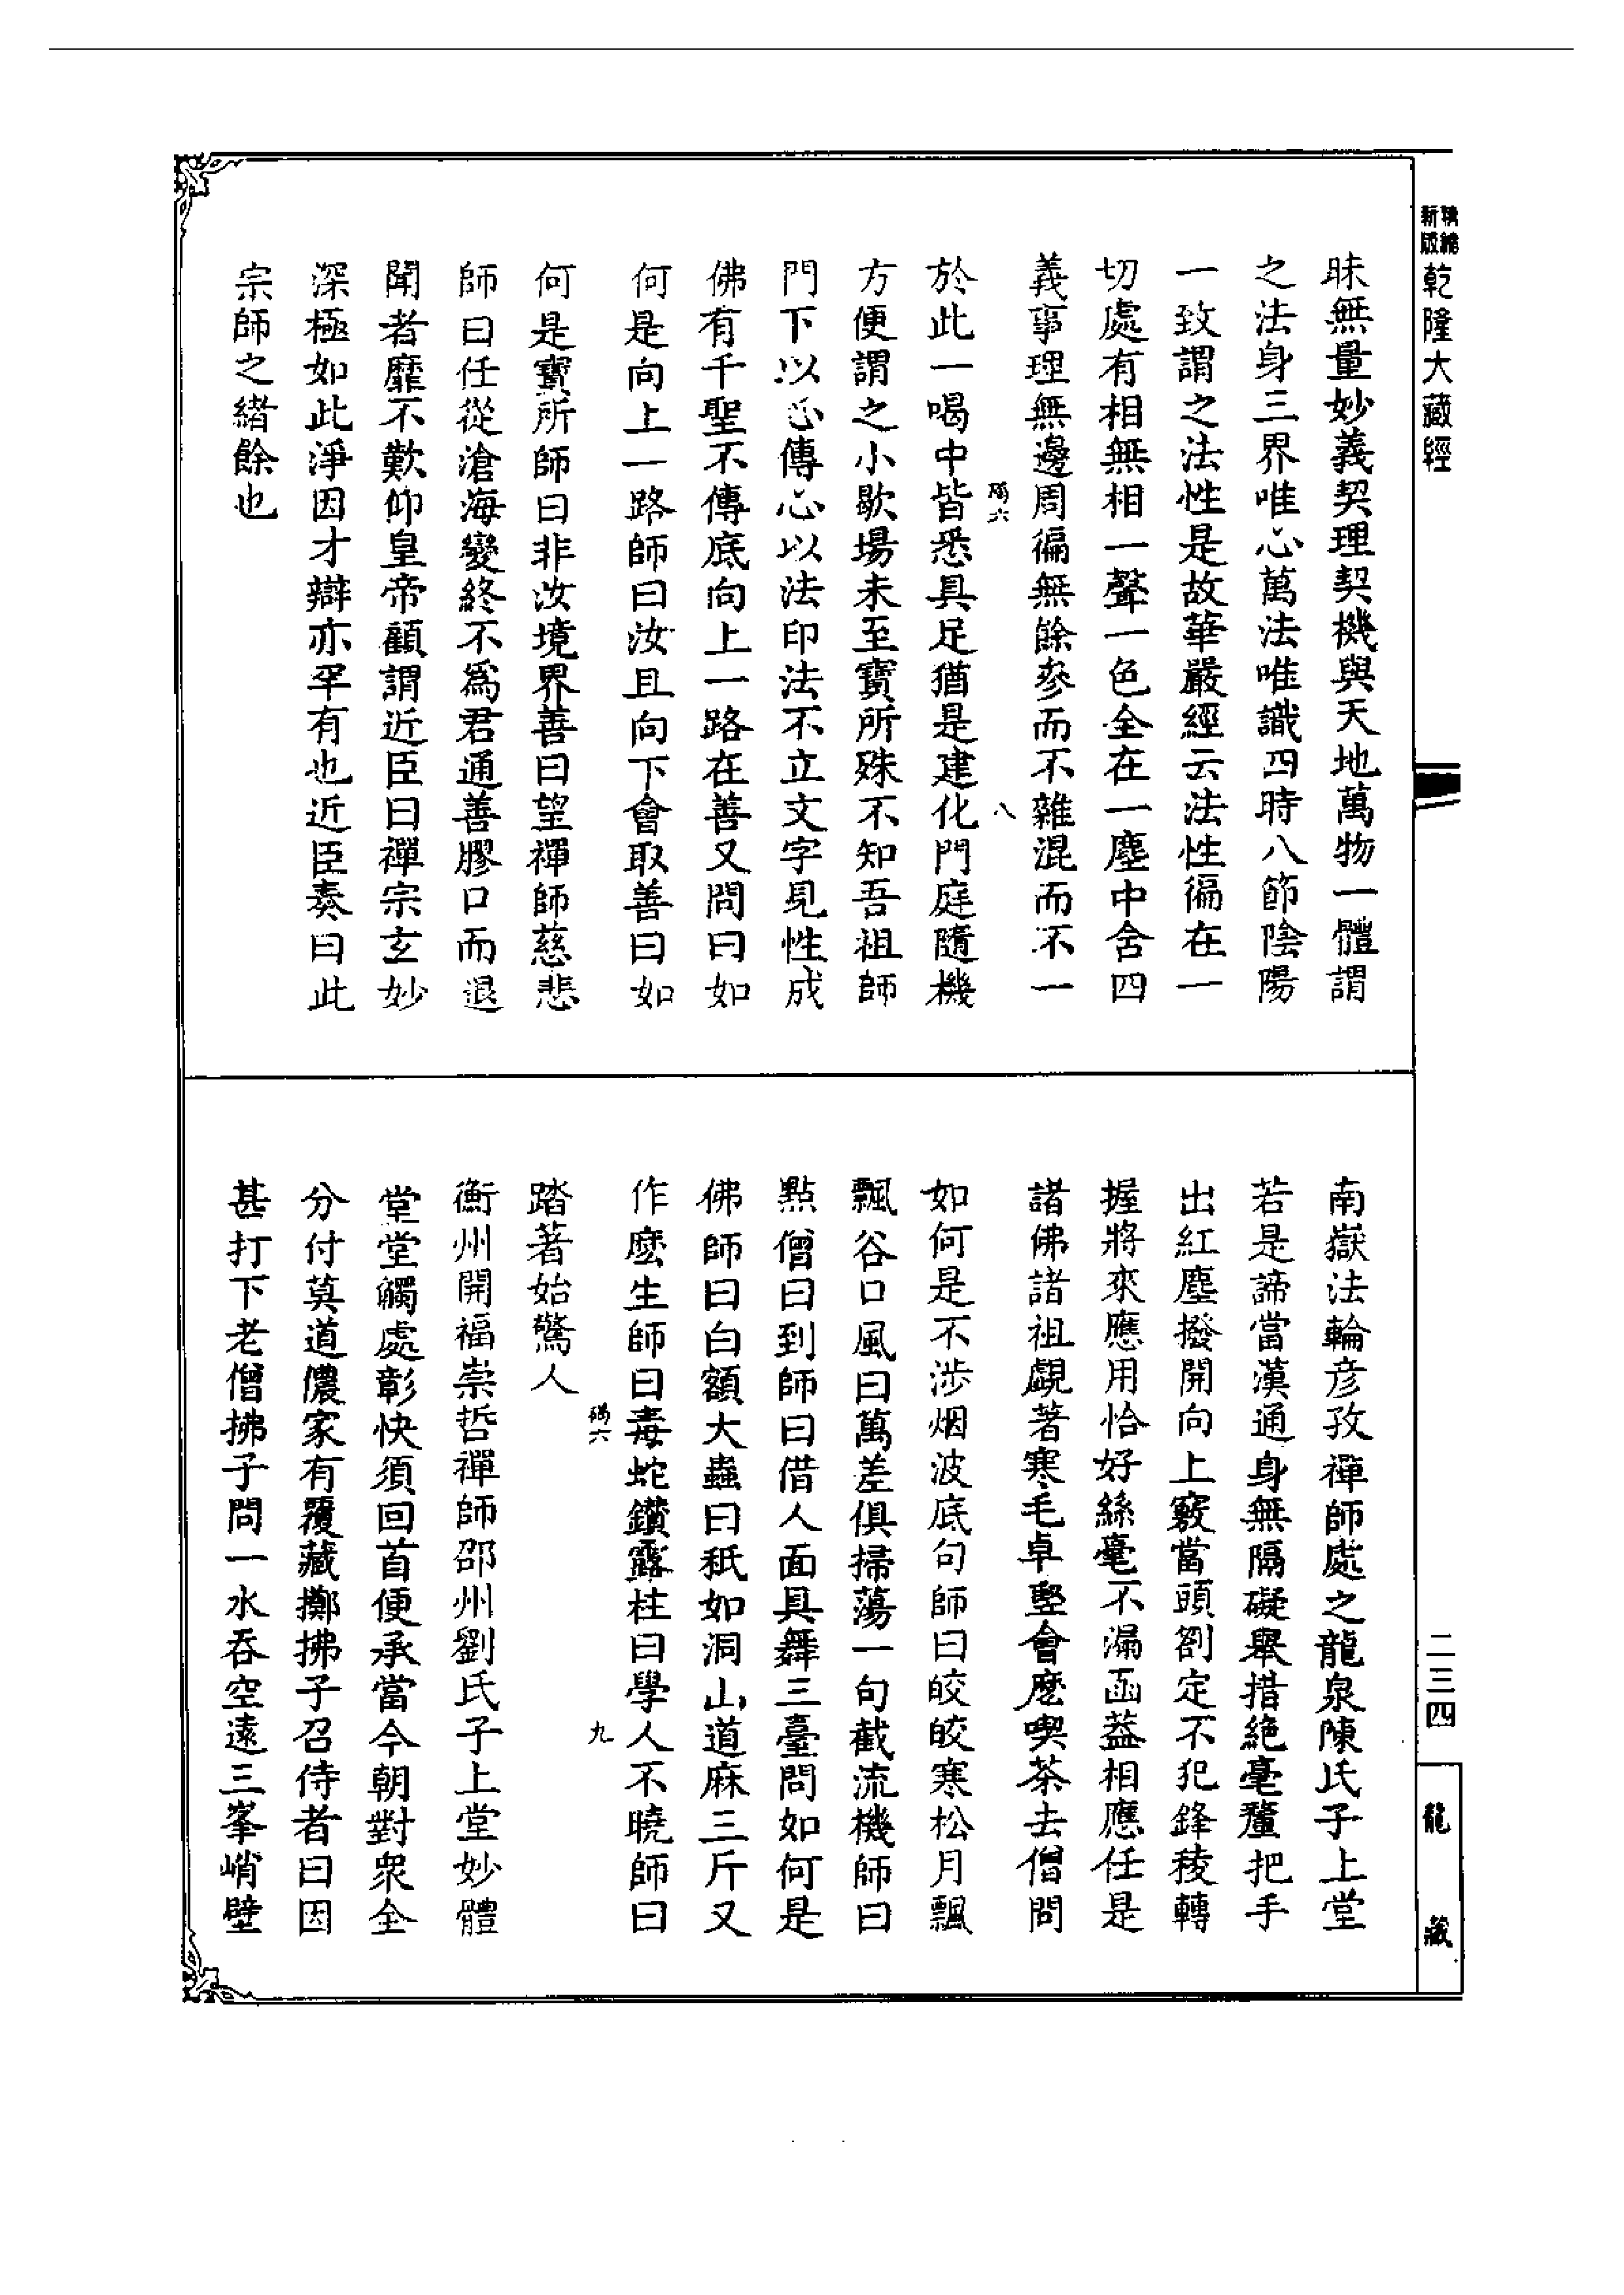 精繪新版乾隆大藏經
昧無量妙義契理契機與天地萬物一體謂
之法身三界唯心萬法唯識四時八節陰陽
一致謂之法性是故華嚴經云法性徧在一
切處有相無相一聲一色全在一塵中含四
義事理無邊周徧無餘參而不雜混而不一
於此一喝中皆悉具足猶是建化門庭隨機
方便謂之小歇場未至寶所殊不知吾祖師
門下以心傳心以法印法不立文字見性成
佛有千聖不傳底向上一路在善又問曰如
何是向上一路師曰汝且向下會取善曰如
何是寶所師曰非汝境界善曰望禪師慈悲
師曰任從滄海變終不爲君通善膠口而退
聞者靡不歎仰皇帝顧謂近臣曰禪宗玄妙
深極如此淨因才辯亦罕有也近臣奏曰此
宗師之緒餘也
六
八
南嶽法輪彥孜禪師處之龍泉陳氏子上堂
若是諦當漢通身無隔礙舉措絕毫釐把手
出紅塵撥開向上竅當頭劄定不犯鋒稜轉
握將來應用恰好絲毫不漏函蓋相應任是
諸佛諸祖覷著寒毛卓豎會麽喫茶去僧問
如何是不涉烟波底句師曰皎皎寒松月飄
飄谷口風曰萬差俱掃蕩一句截流機師曰
點僧曰到師曰借人面具舞三臺問如何是
佛師曰白額大蟲曰秖如洞山道麻三斤又
作麽生師曰毒蛇鑽露柱曰學人不曉師曰
踏著始驚人
六
九
衡州開福崇哲禪師邵州劉氏子上堂妙體
堂堂觸處彰快須回首便承當今朝對衆全
分付莫道儂家有覆藏擲拂子召侍者曰因
甚打下老僧拂子問一水吞空遠三峯峭壁
二三四
龍藏